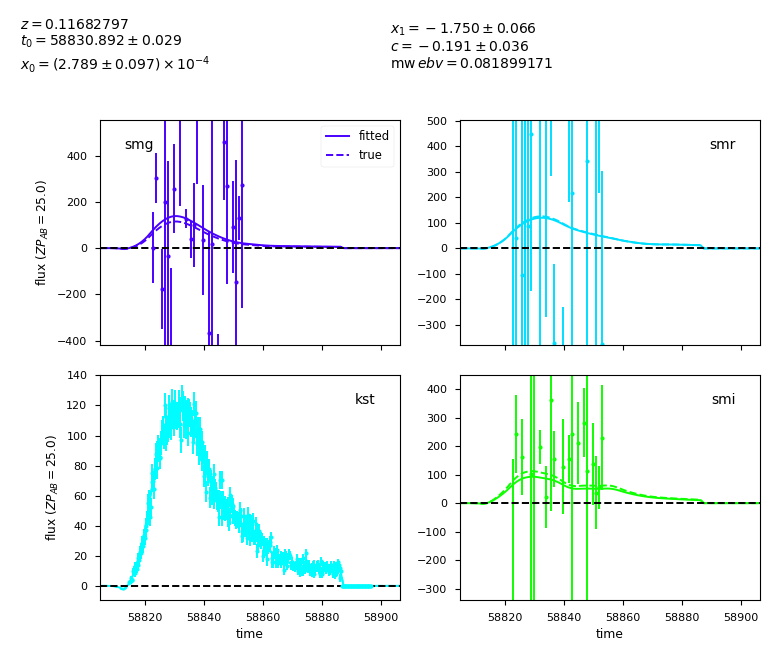 z = 0.11682797
t₀ = 58830.892 ± 0.029
x₀ = (2.789 ± 0.097) × 10⁻⁴
x₁ = −1.750 ± 0.066
c = −0.191 ± 0.036
mw ebv = 0.081899171
smg
fitted
true
400
200
0
−200
−400
flux (ZP_AB = 25.0)
smr
500
400
300
200
100
0
−100
−200
−300
kst
140
120
100
80
60
40
20
0
flux (ZP_AB = 25.0)
58820
58840
58860
58880
58900
time
smi
400
300
200
100
0
−100
−200
−300
58820
58840
58860
58880
58900
time